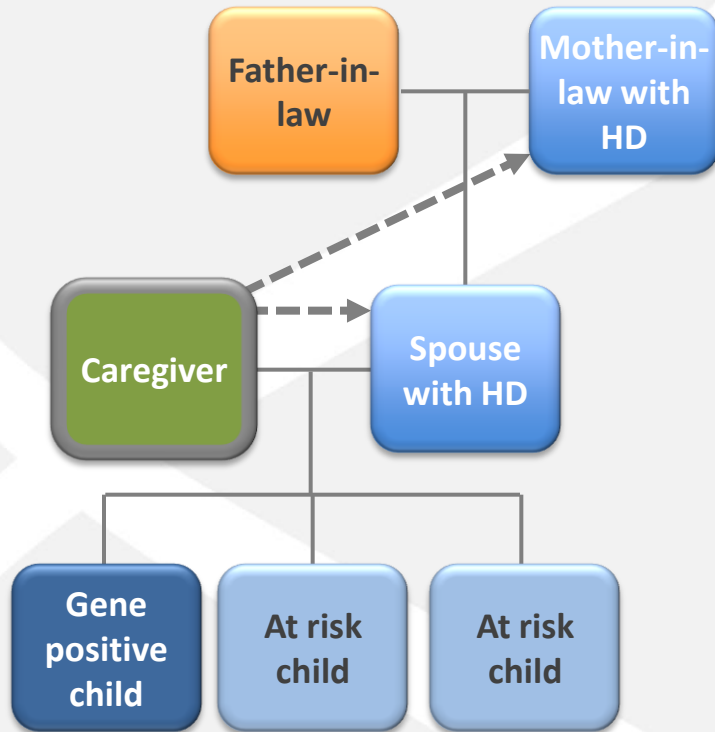 Father-in-
law
Mother-in-
law with
HD
Caregiver
Spouse
with HD
Gene
positive
child
At risk
child
At risk
child